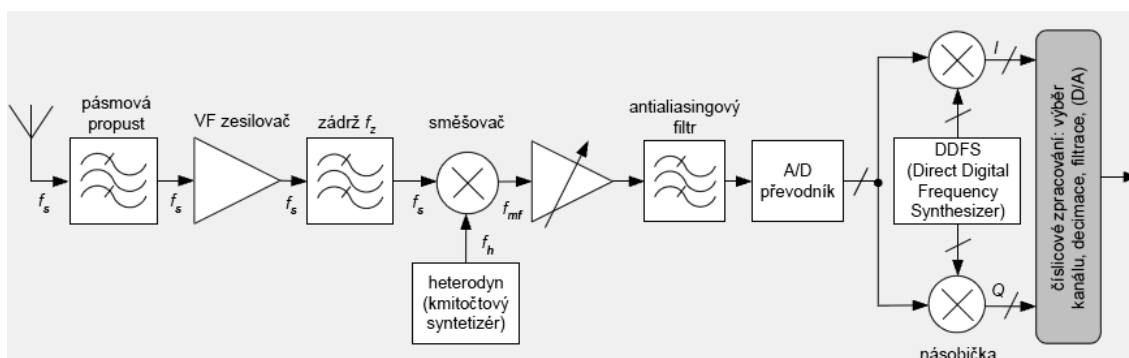 pásmová
propust
VF zesilovač
zádrž f_z
směšovač
antialiasingový
filtr
A/D
převodník
I
DDFS
(Direct Digital
Frequency
Synthesizer)
číslicové zpracování: výběr
kanálu, decimace, filtrace, (D/A)
f_s
f_s
f_s
f_s
f_mf
f_h
heterodyn
(kmitočtový
syntetizér)
Q
násobička